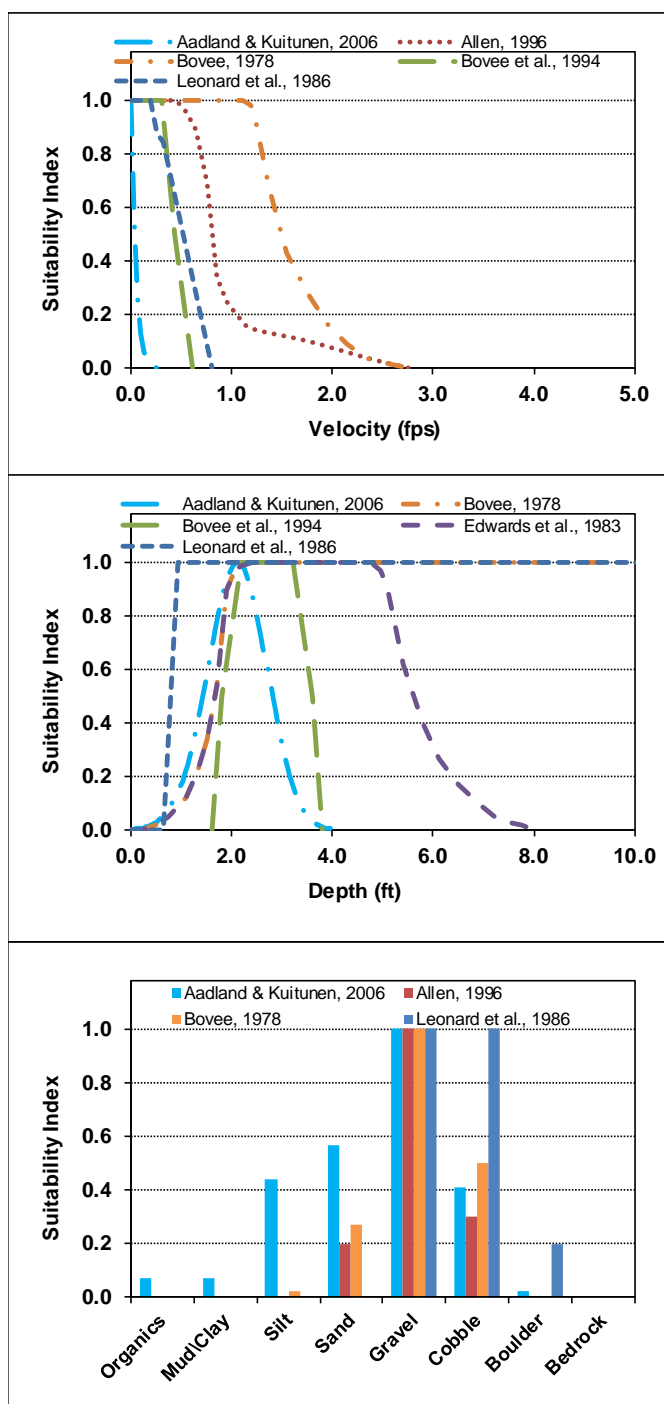 Aadland & Kuitunen, 2006 Allen, 1996
Bovee, 1978 Bovee et al., 1994
Leonard et al., 1986
1.0
0.8
0.6
0.4
0.2
0.0
Suitability Index
0.0 1.0 2.0 3.0 4.0 5.0
Velocity (fps)
Aadland & Kuitunen, 2006 Bovee, 1978
Bovee et al., 1994 Edwards et al., 1983
Leonard et al., 1986
1.0
0.8
0.6
0.4
0.2
0.0
Suitability Index
0.0 2.0 4.0 6.0 8.0 10.0
Depth (ft)
Aadland & Kuitunen, 2006 Allen, 1996
Bovee, 1978 Leonard et al., 1986
1.0
0.8
0.6
0.4
0.2
0.0
Suitability Index
Organics Mud\Clay Silt Sand Gravel Cobble Boulder Bedrock